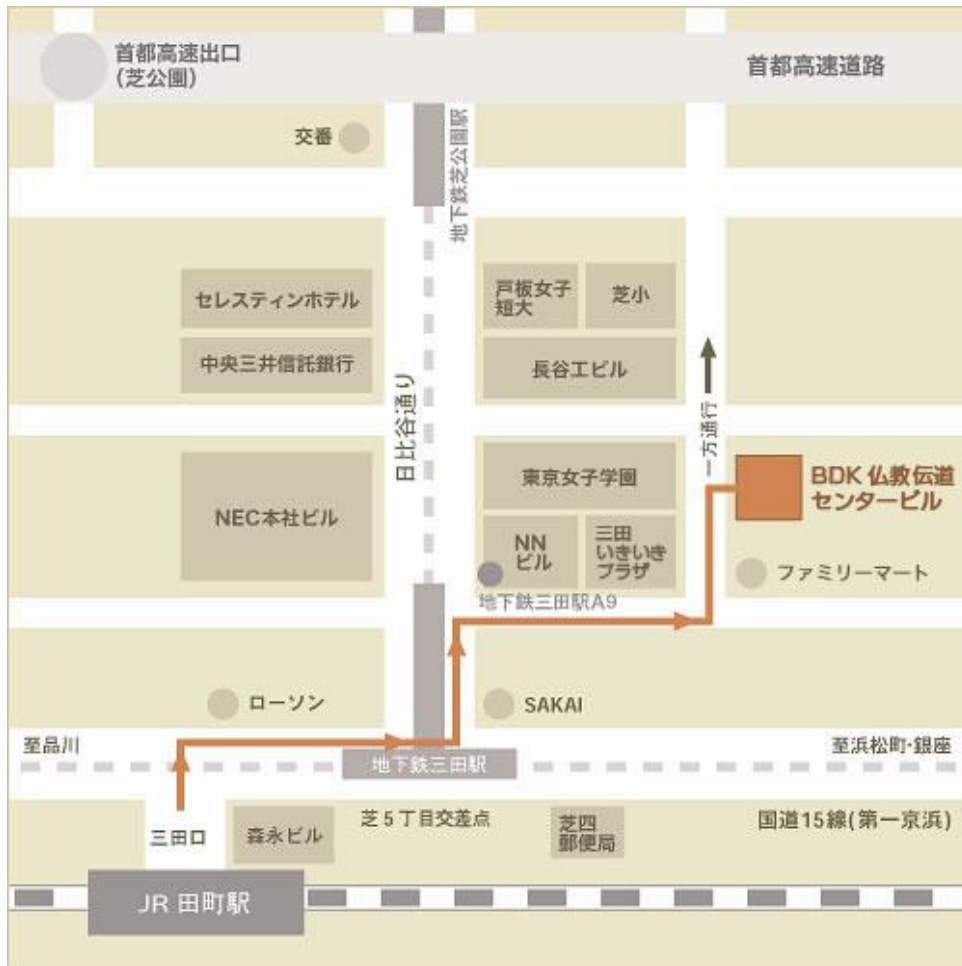 首都高速出口
(芝公園)
首都高速道路
交番
地下鉄芝公園駅
セレスティンホテル
戸板女子
短大
芝小
中央三井信託銀行
長谷工ビル
日比谷通り
一方通行
NEC本社ビル
東京女子学園
BDK 仏教伝道
センタービル
NN
ビル
三田
いきいき
プラザ
ファミリーマート
地下鉄三田駅A9
ローソン
SAKAI
至品川
至浜松町・銀座
地下鉄三田駅
三田口
森永ビル
芝5丁目交差点
芝四
郵便局
国道15線(第一京浜)
JR 田町駅